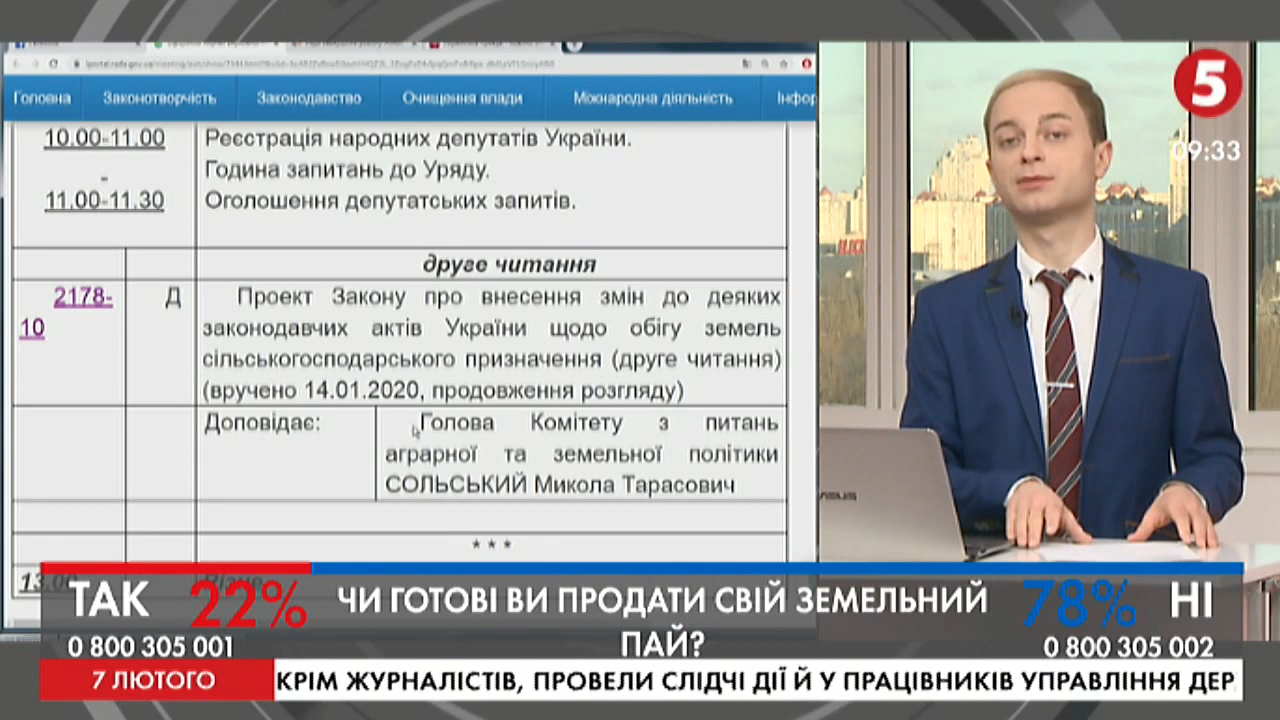 Головна Законотворчість Законодавство Очищення влади Міжнародна діяльність Інфор
10.00-11.00
-
11.00-11.30
Реєстрація народних депутатів України.
Година запитань до Уряду.
Оголошення депутатських запитів.
друге читання
2178-
10
Д
Проект Закону про внесення змін до деяких
законодавчих актів України щодо обігу земель
сільськогосподарського призначення (друге читання)
(вручено 14.01.2020, продовження розгляду)
Доповідає:
Голова Комітету з питань
аграрної та земельної політики
СОЛЬСЬКИЙ Микола Тарасович
* * *
5
09:33
ASUS
ТАК 22%
0 800 305 001
ЧИ ГОТОВІ ВИ ПРОДАТИ СВІЙ ЗЕМЕЛЬНИЙ
ПАЙ?
78% НІ
0 800 305 002
7 ЛЮТОГО
КРІМ ЖУРНАЛІСТІВ, ПРОВЕЛИ СЛІДЧІ ДІЇ Й У ПРАЦІВНИКІВ УПРАВЛІННЯ ДЕР